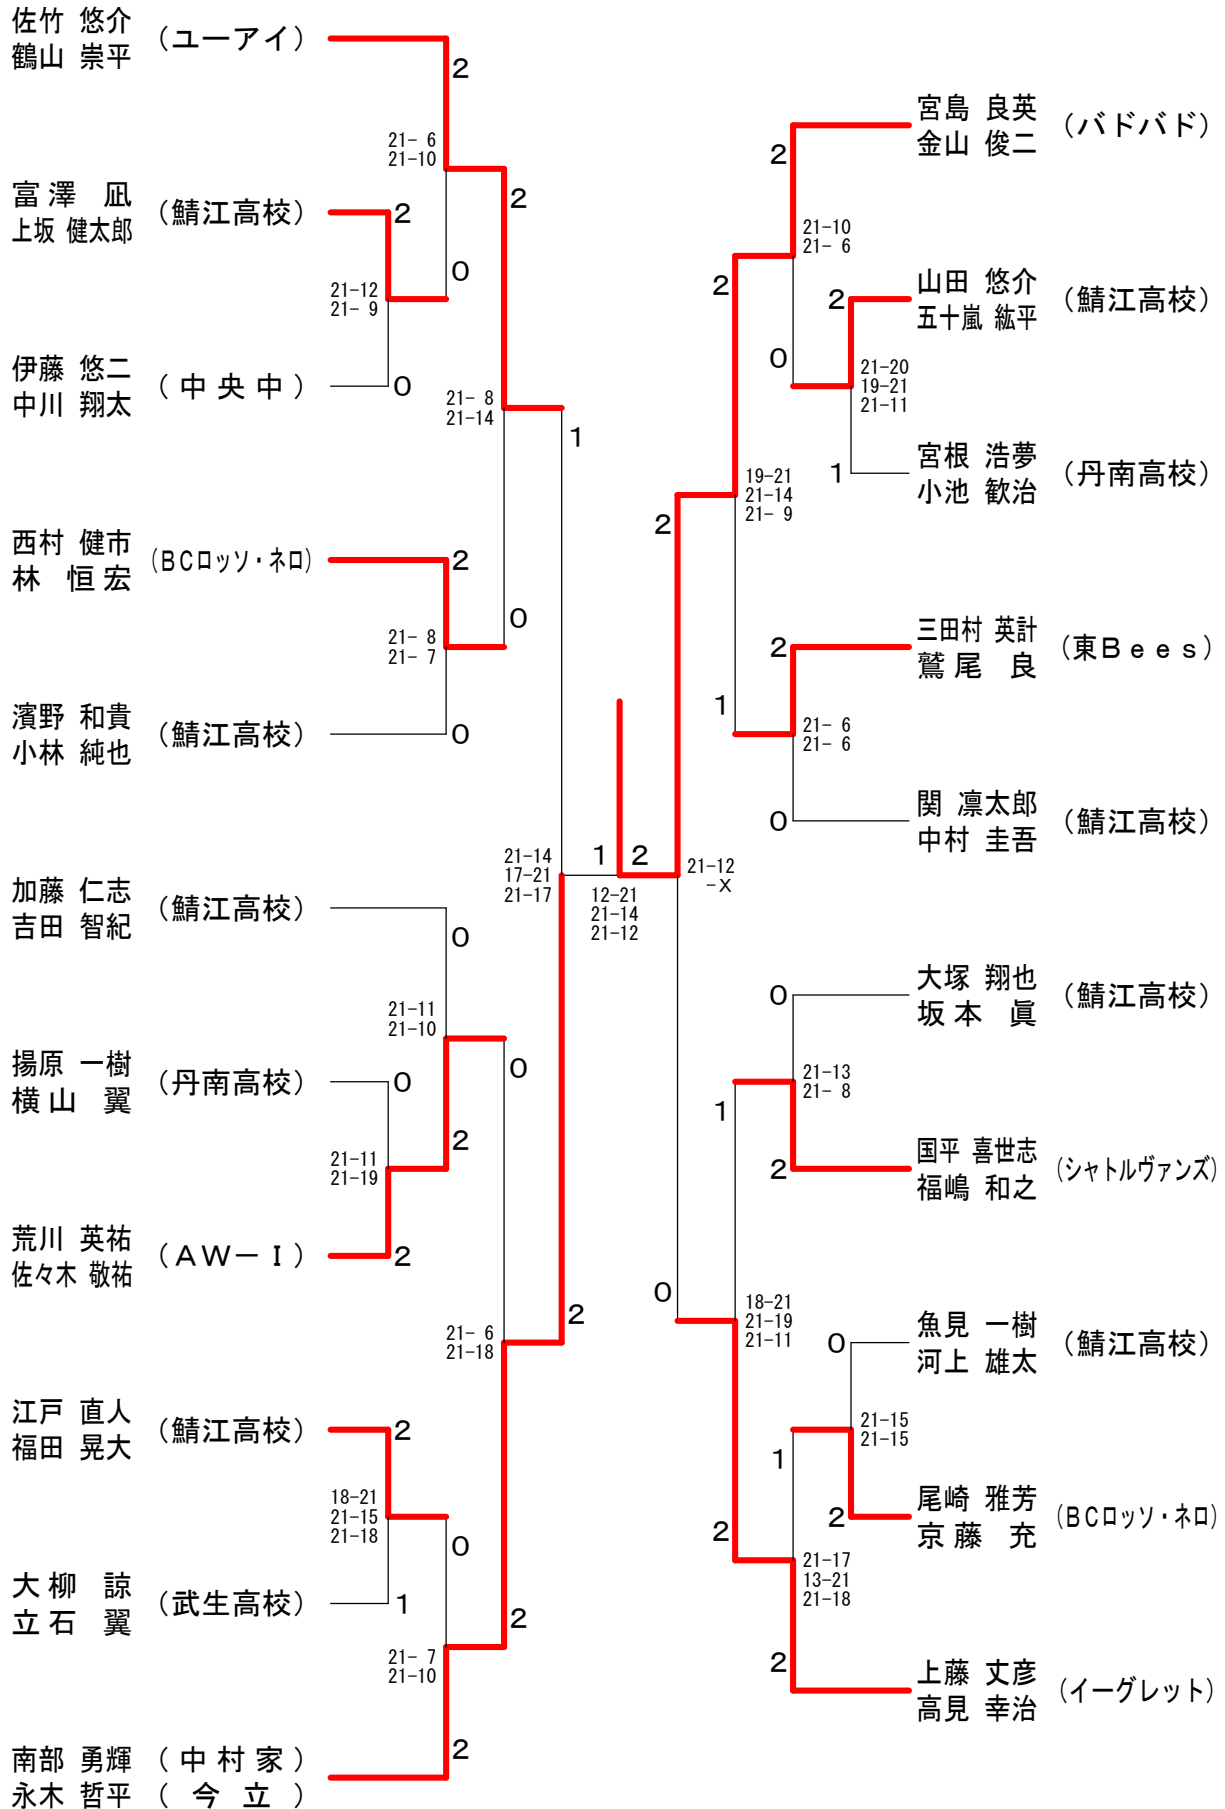 佐竹 悠介
鶴山 崇平
(ユーアイ)
2
21- 6
21-10
富澤 凪
上坂 健太郎
(鯖江高校)
2
2
0
21-12
21- 9
伊藤 悠二
中川 翔太
(中央中)
0
21- 8
21-14
1
西村 健市
林 恒宏
(BCロッソ・ネロ)
2
0
21- 8
21- 7
濱野 和貴
小林 純也
(鯖江高校)
0
加藤 仁志
吉田 智紀
(鯖江高校)
0
21-14
17-21
21-17
1
2
12-21
21-14
21-12
21-11
21-10
揚原 一樹
横山 翼
(丹南高校)
0
0
2
21-11
21-19
荒川 英祐
佐々木 敬祐
(AW-I)
2
21- 6
21-18
2
江戸 直人
福田 晃大
(鯖江高校)
2
18-21
21-15
21-18
0
大柳 諒
立石 翼
(武生高校)
1
2
21- 7
21-10
南部 勇輝
永木 哲平
(中村家)
(今立)
2
宮島 良英
金山 俊二
(バドバド)
2
21-10
21- 6
2
山田 悠介
五十嵐 紘平
(鯖江高校)
2
0
21-20
19-21
21-11
宮根 浩夢
小池 歓治
(丹南高校)
1
19-21
21-14
21- 9
2
三田村 英計
鷲尾 良
(東Bees)
2
1
21- 6
21- 6
関 凛太郎
中村 圭吾
(鯖江高校)
0
21-12
-X
大塚 翔也
坂本 眞
(鯖江高校)
0
21-13
21- 8
1
国平 喜世志
福嶋 和之
(シャトルヴァンズ)
2
0
18-21
21-19
21-11
魚見 一樹
河上 雄太
(鯖江高校)
0
21-15
21-15
1
尾崎 雅芳
京藤 充
(BCロッソ・ネロ)
2
2
21-17
13-21
21-18
上藤 丈彦
高見 幸治
(イーグレット)
2